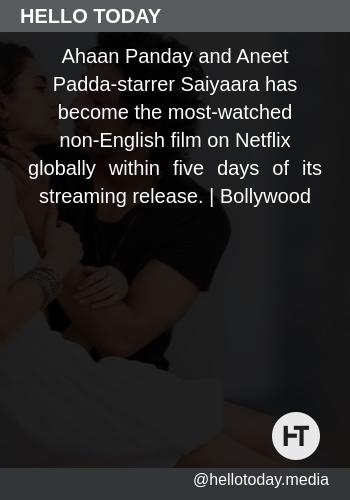 HELLO TODAY
Ahaan Panday and Aneet
Padda-starrer Saiyaara has
become the most-watched
non-English film on Netflix
globally within five days of its
streaming release. | Bollywood
HT
@hellotoday.media